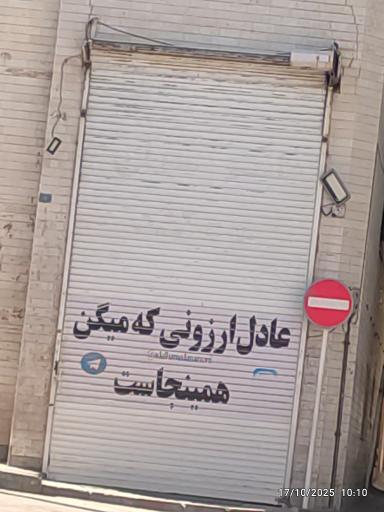 عادل ارزونی که میگن
همینجاست
17/10/2025 10:10